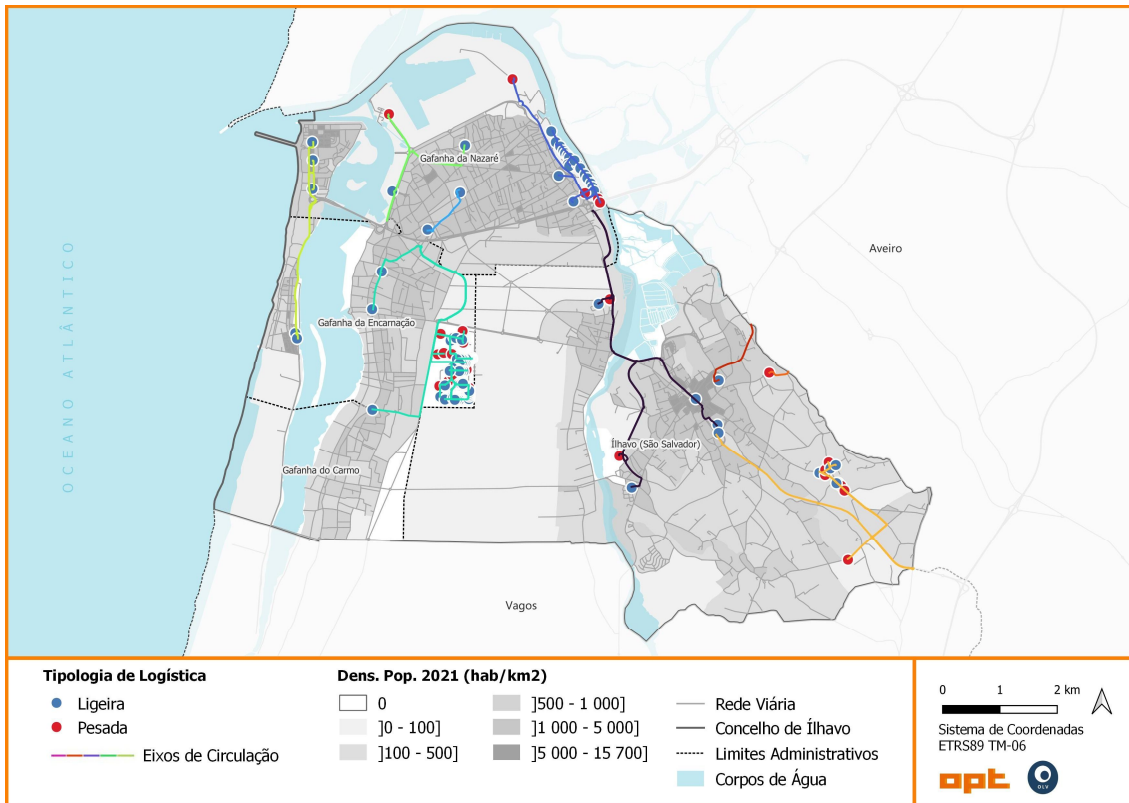 Gafanha da Nazaré
Aveiro
OCEANO ATLÂNTICO
Gafanha da Encarnação
Ílhavo (São Salvador)
Gafanha do Carmo
Vagos
Tipologia de Logística
Ligeira
Pesada
Eixos de Circulação
Dens. Pop. 2021 (hab/km2)
0
]0 - 100]
]100 - 500]
]500 - 1 000]
]1 000 - 5 000]
]5 000 - 15 700]
Rede Viária
Concelho de Ílhavo
Limites Administrativos
Corpos de Água
0 1 2 km
Sistema de Coordenadas
ETRS89 TM-06
opt
OLV